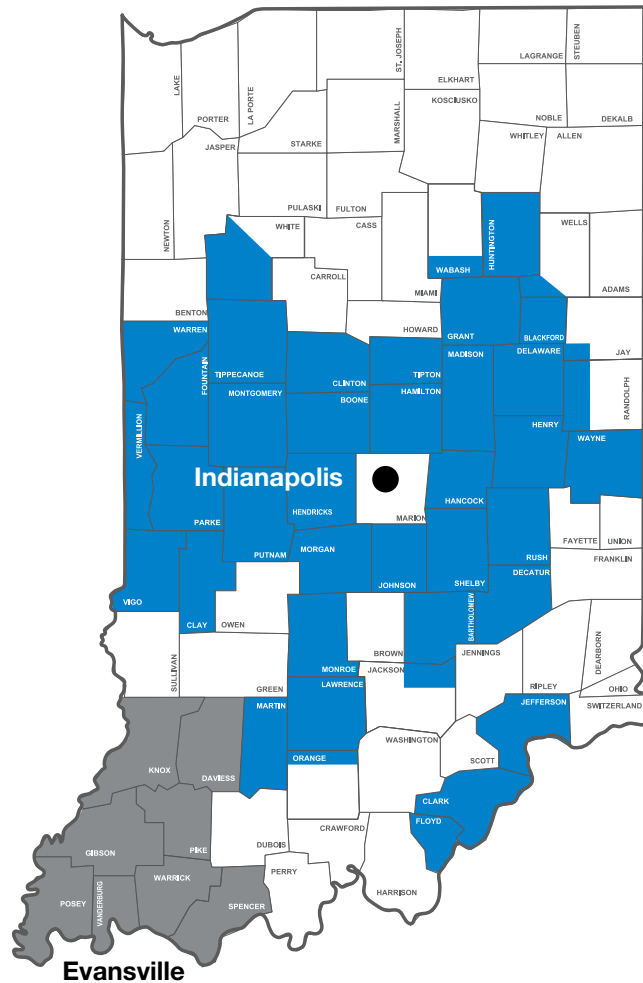 STEUBEN
ST. JOSEPH
LAGRANGE
LAKE
LA PORTE
ELKHART
KOSCIUSKO
PORTER
MARSHALL
NOBLE
DEKALB
JASPER
STARKE
WHITLEY
ALLEN
PULASKI
FULTON
NEWTON
WHITE
CASS
WELLS
HUNTINGTON
WABASH
CARROLL
MIAMI
ADAMS
BENTON
WARREN
HOWARD
GRANT
BLACKFORD
MADISON
DELAWARE
JAY
FOUNTAIN
TIPPECANOE
CLINTON
TIPTON
MONTGOMERY
BOONE
HAMILTON
RANDOLPH
VERMILLION
HENRY
WAYNE
Indianapolis
HENDRICKS
HANCOCK
PARKE
MARION
FAYETTE
UNION
PUTNAM
MORGAN
RUSH
FRANKLIN
JOHNSON
SHELBY
DECATUR
VIGO
CLAY
OWEN
BARTHOLOMEW
BROWN
JENNINGS
DEARBORN
SULLIVAN
MONROE
JACKSON
GREEN
LAWRENCE
RIPLEY
OHIO
MARTIN
JEFFERSON
SWITZERLAND
WASHINGTON
SCOTT
ORANGE
KNOX
DAVIESS
CLARK
FLOYD
CRAWFORD
DUBOIS
PIKE
GIBSON
PERRY
WARRICK
HARRISON
POSEY
VANDERBURG
SPENCER
Evansville